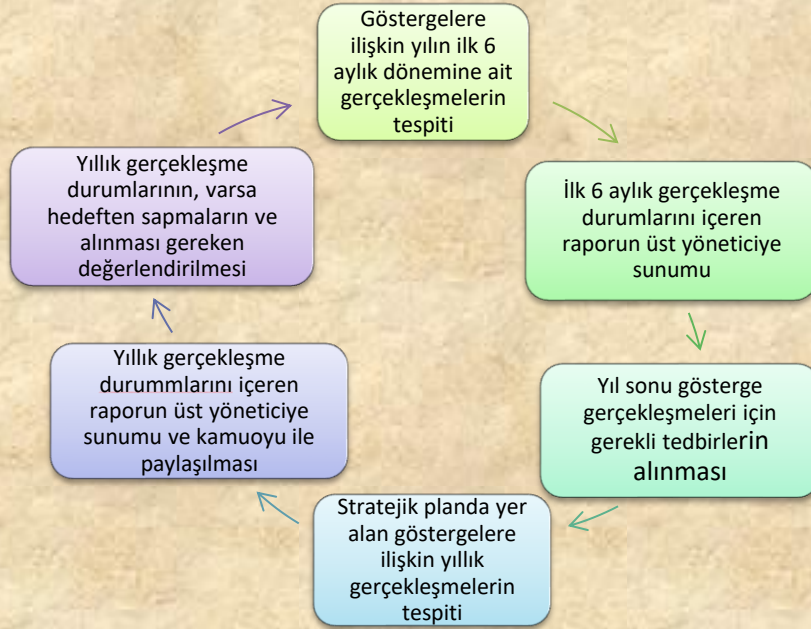 Göstergelere
ilişkin yılın ilk 6
aylık dönemine ait
gerçekleşmelerin
tespiti
İlk 6 aylık gerçekleşme
durumlarını içeren
raporun üst yöneticiye
sunumu
Yıl sonu gösterge
gerçekleşmeleri için
gerekli tedbirlerin
alınması
Stratejik planda yer
alan göstergelere
ilişkin yıllık
gerçekleşmelerin
tespiti
Yıllık gerçekleşme
durummlarını içeren
raporun üst yöneticiye
sunumu ve kamuoyu ile
paylaşılması
Yıllık gerçekleşme
durumlarının, varsa
hedeften sapmaların ve
alınması gereken
değerlendirilmesi